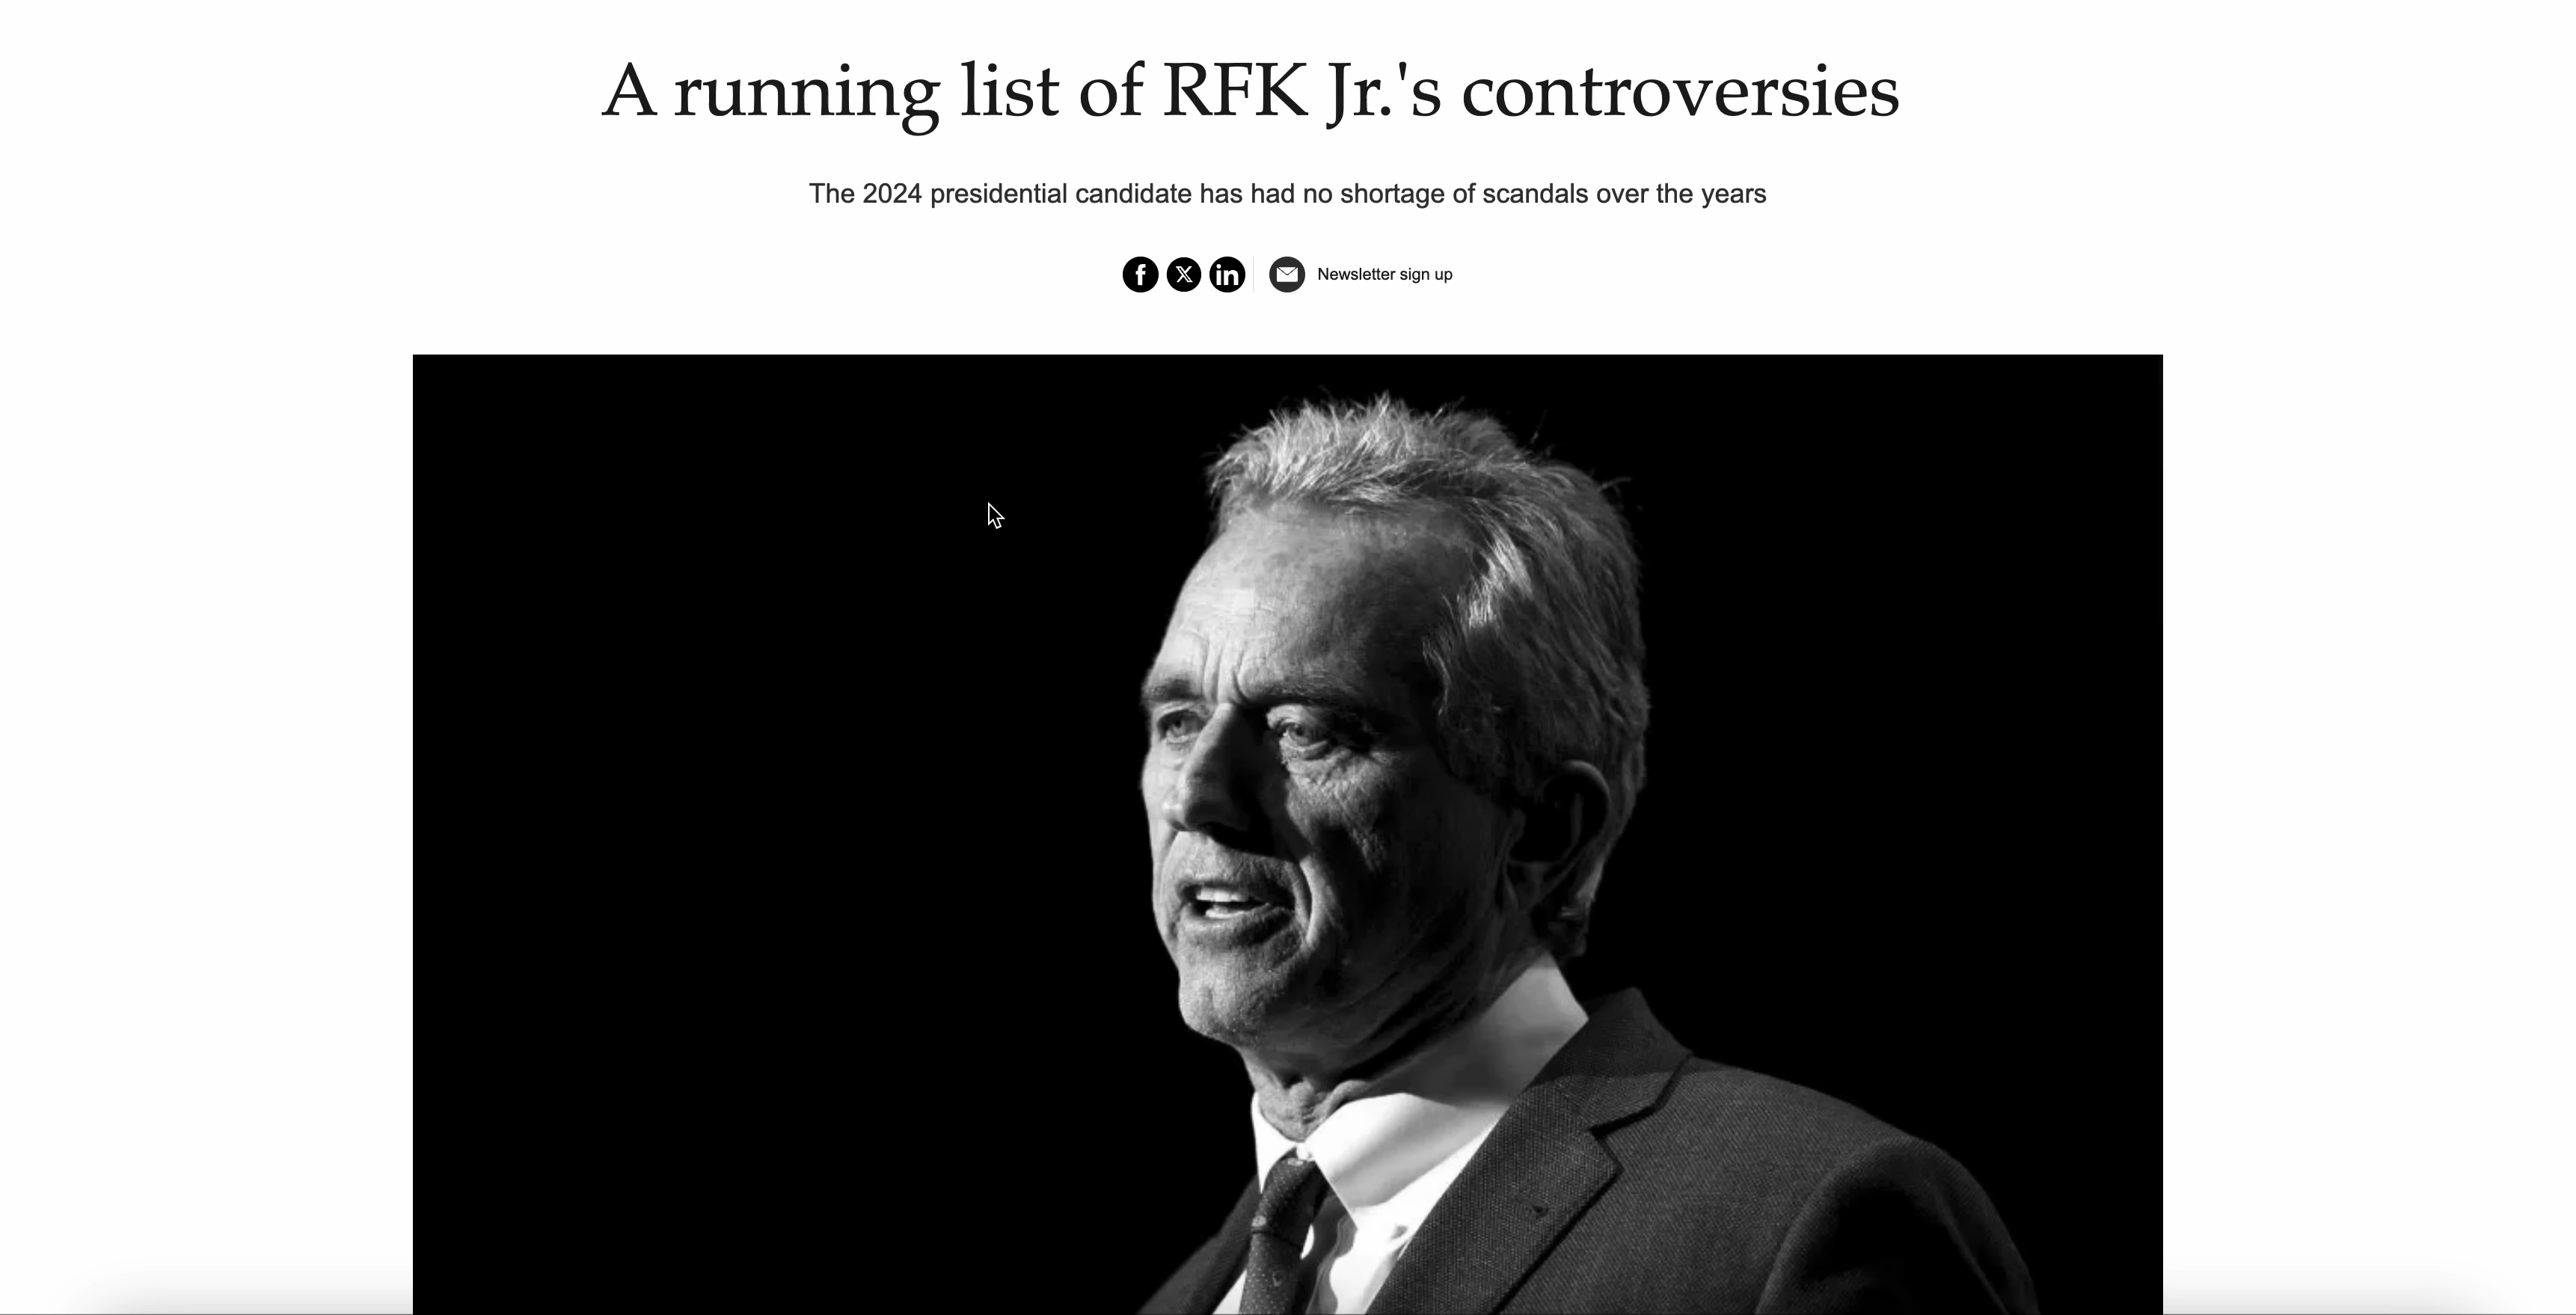 A running list of RFK Jr.'s controversies
The 2024 presidential candidate has had no shortage of scandals over the years
Newsletter sign up